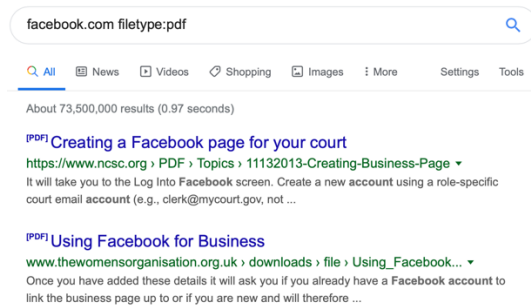 facebook.com filetype:pdf
All News Videos Shopping Images More Settings Tools
About 73,500,000 results (0.97 seconds)
[PDF] Creating a Facebook page for your court
https://www.ncsc.org › PDF › Topics › 11132013-Creating-Business-Page
It will take you to the Log Into Facebook screen. Create a new account using a role-specific
court email account (e.g., clerk@mycourt.gov, not ...
[PDF] Using Facebook for Business
www.thewomensorganisation.org.uk › downloads › file › Using_Facebook...
Once you have added these details it will ask you if you already have a Facebook account to
link the business page up to or if you are new and will therefore ...